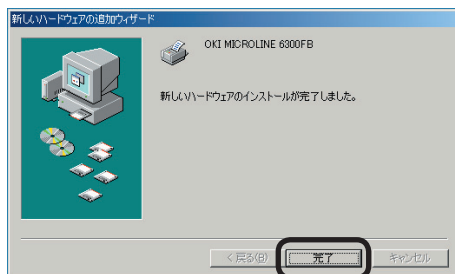 新しいハードウェアの追加ウィザード
OKI MICROLINE 6300FB
新しいハードウェアのインストールが完了しました。
< 戻る(B)
完了
キャンセル